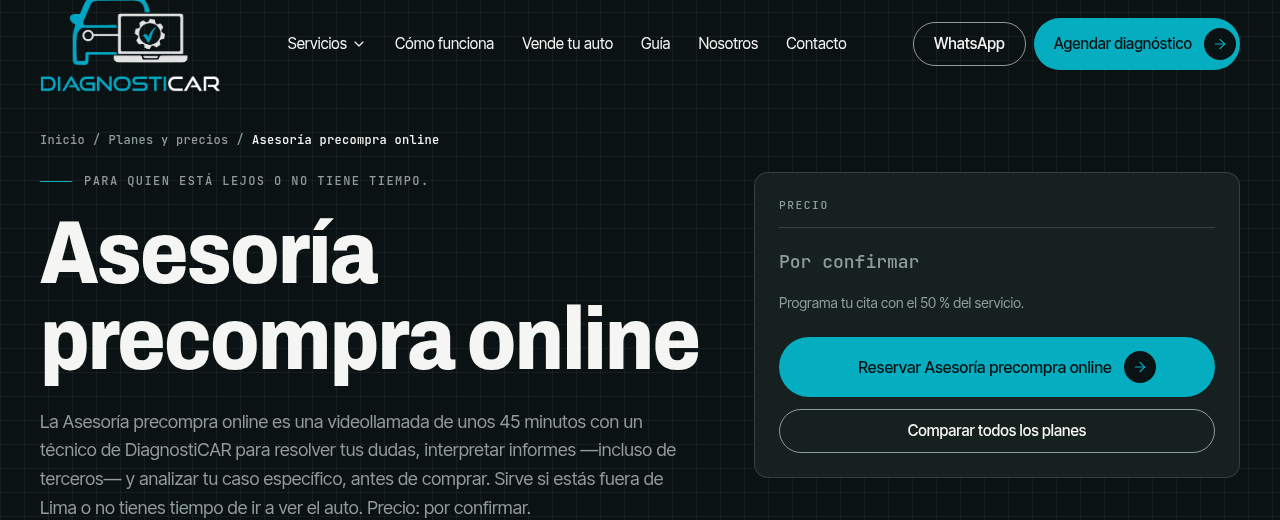 DIAGNOSTICAR
Servicios
Cómo funciona
Vende tu auto
Guía
Nosotros
Contacto
WhatsApp
Agendar diagnóstico
Inicio / Planes y precios / Asesoría precompra online
PARA QUIEN ESTÁ LEJOS O NO TIENE TIEMPO.
Asesoría
precompra online
La Asesoría precompra online es una videollamada de unos 45 minutos con un
técnico de DiagnostiCAR para resolver tus dudas, interpretar informes —incluso de
terceros— y analizar tu caso específico, antes de comprar. Sirve si estás fuera de
Lima o no tienes tiempo de ir a ver el auto. Precio: por confirmar.
PRECIO
Por confirmar
Programa tu cita con el 50 % del servicio.
Reservar Asesoría precompra online
Comparar todos los planes